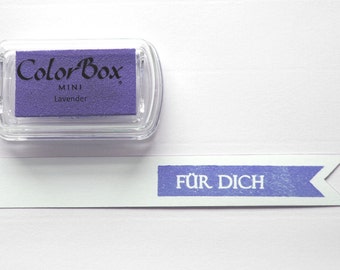 ColorBox
MINI
Lavender
FÜR DICH